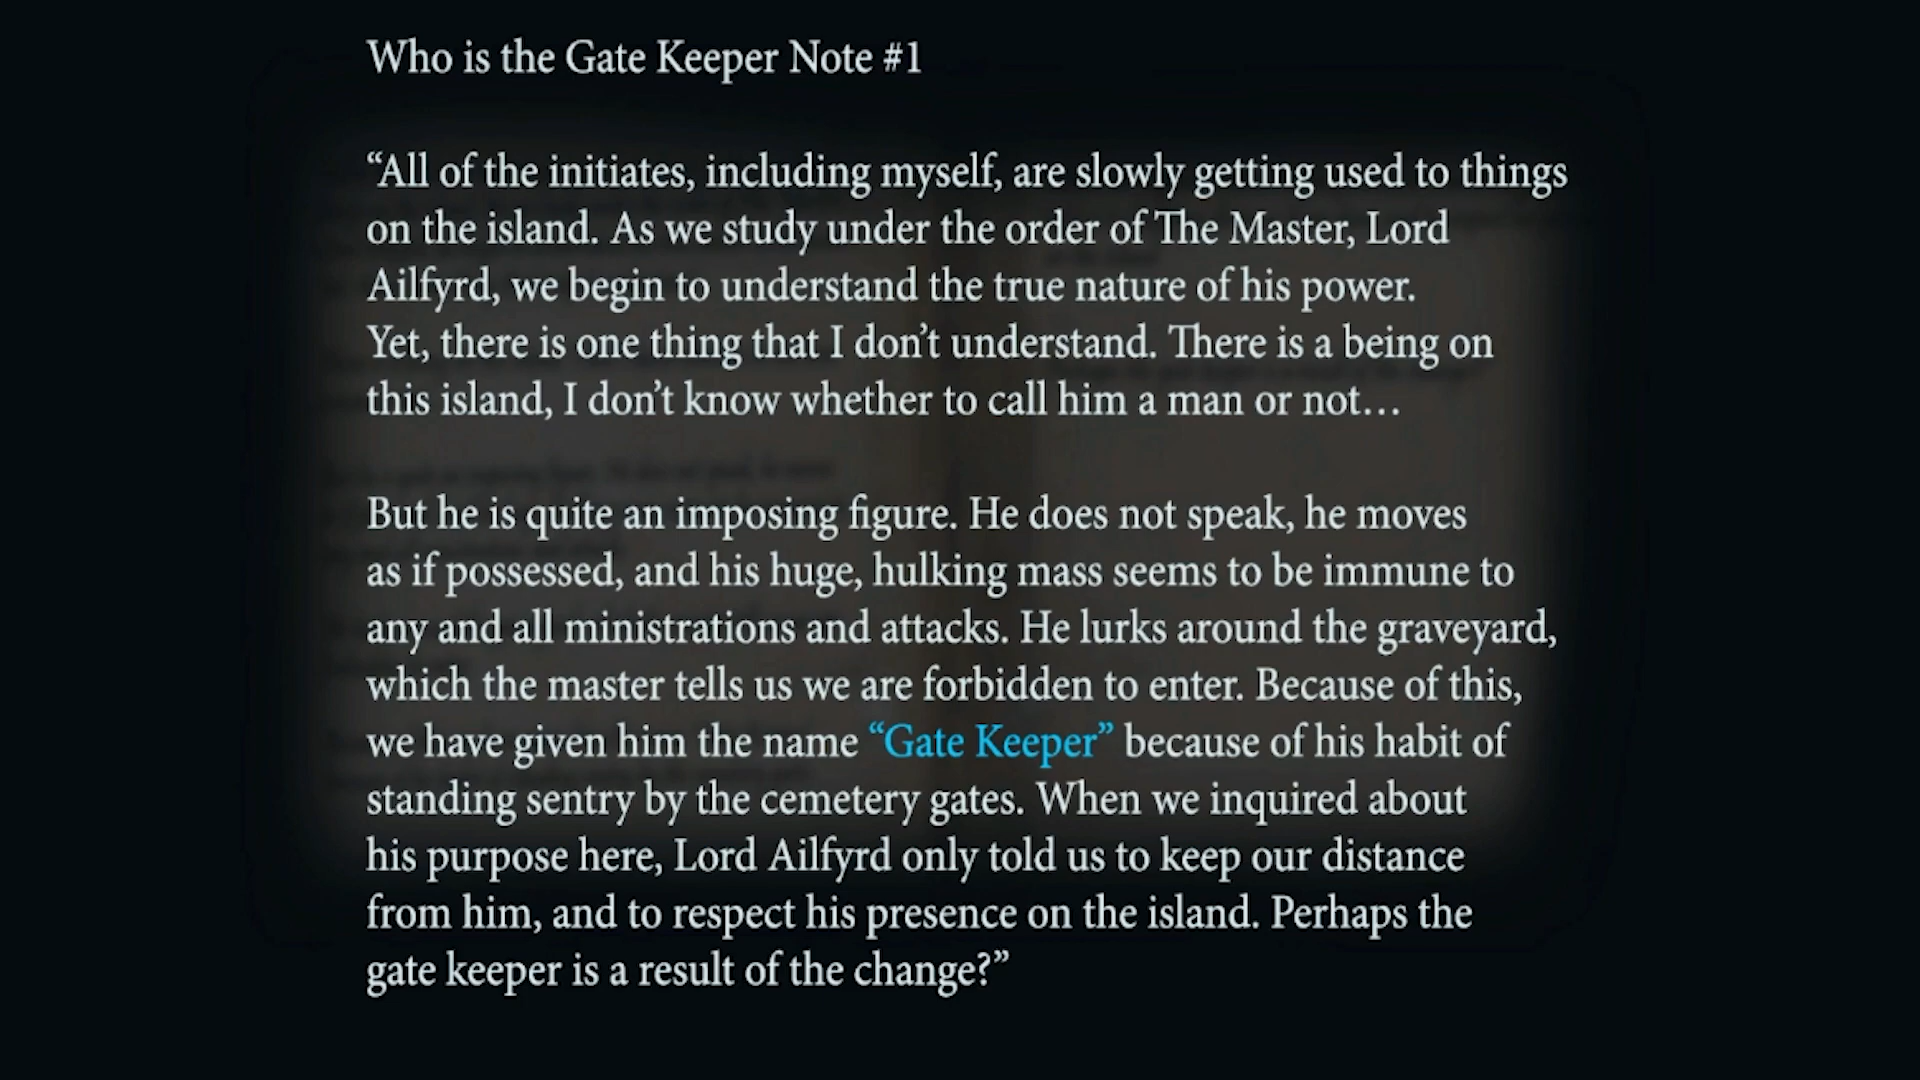 Who is the Gate Keeper Note #1
“All of the initiates, including myself, are slowly getting used to things
on the island. As we study under the order of The Master, Lord
Ailfyrd, we begin to understand the true nature of his power.
Yet, there is one thing that I don’t understand. There is a being on
this island, I don’t know whether to call him a man or not…
But he is quite an imposing figure. He does not speak, he moves
as if possessed, and his huge, hulking mass seems to be immune to
any and all ministrations and attacks. He lurks around the graveyard,
which the master tells us we are forbidden to enter. Because of this,
we have given him the name “Gate Keeper” because of his habit of
standing sentry by the cemetery gates. When we inquired about
his purpose here, Lord Ailfyrd only told us to keep our distance
from him, and to respect his presence on the island. Perhaps the
gate keeper is a result of the change?”